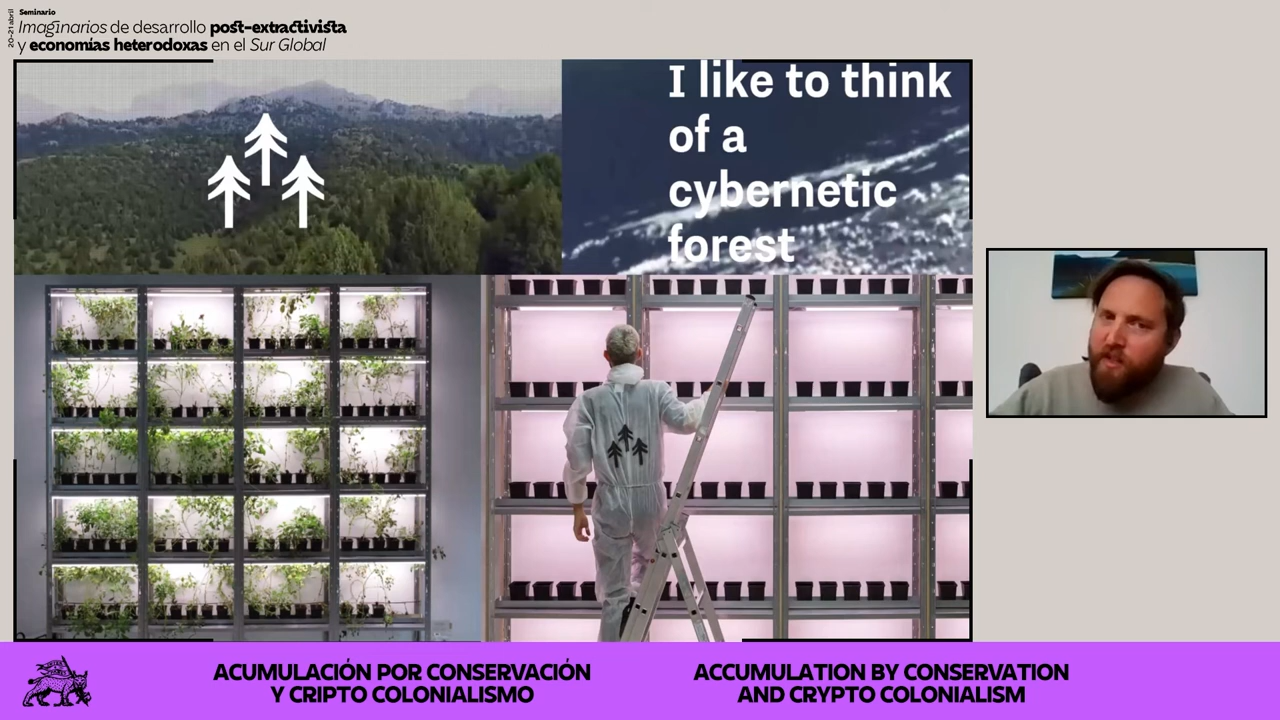 20-21 abril
Seminario
Imaginarios de desarrollo post-extractivista
y economías heterodoxas en el Sur Global
I like to think
of a
cybernetic
forest
ACUMULACIÓN POR CONSERVACIÓN
Y CRIPTO COLONIALISMO
ACCUMULATION BY CONSERVATION
AND CRYPTO COLONIALISM